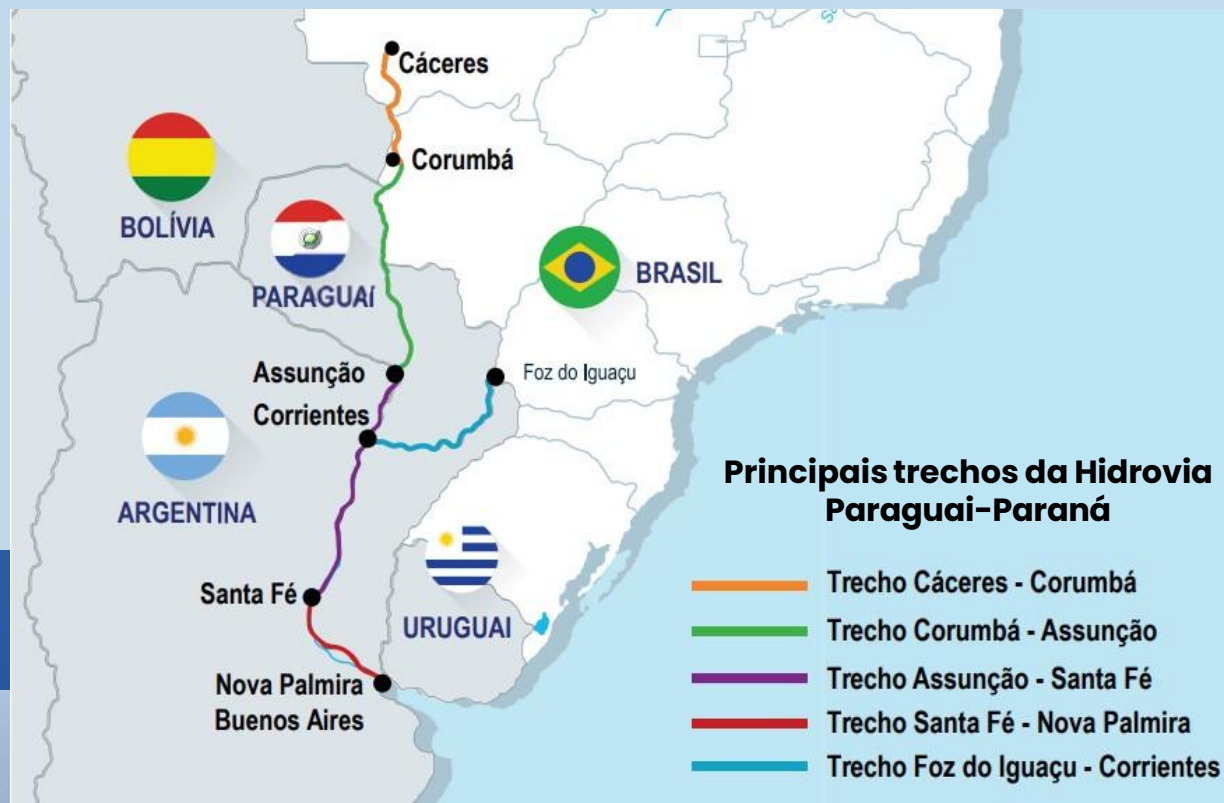 Cáceres
Corumbá
BOLÍVIA
PARAGUAÍ
BRASIL
Assunção
Foz do Iguaçu
Corrientes
ARGENTINA
Santa Fé
URUGUAI
Nova Palmira
Buenos Aires
Principais trechos da Hidrovia
Paraguai-Paraná
Trecho Cáceres - Corumbá
Trecho Corumbá - Assunção
Trecho Assunção - Santa Fé
Trecho Santa Fé - Nova Palmira
Trecho Foz do Iguaçu - Corrientes